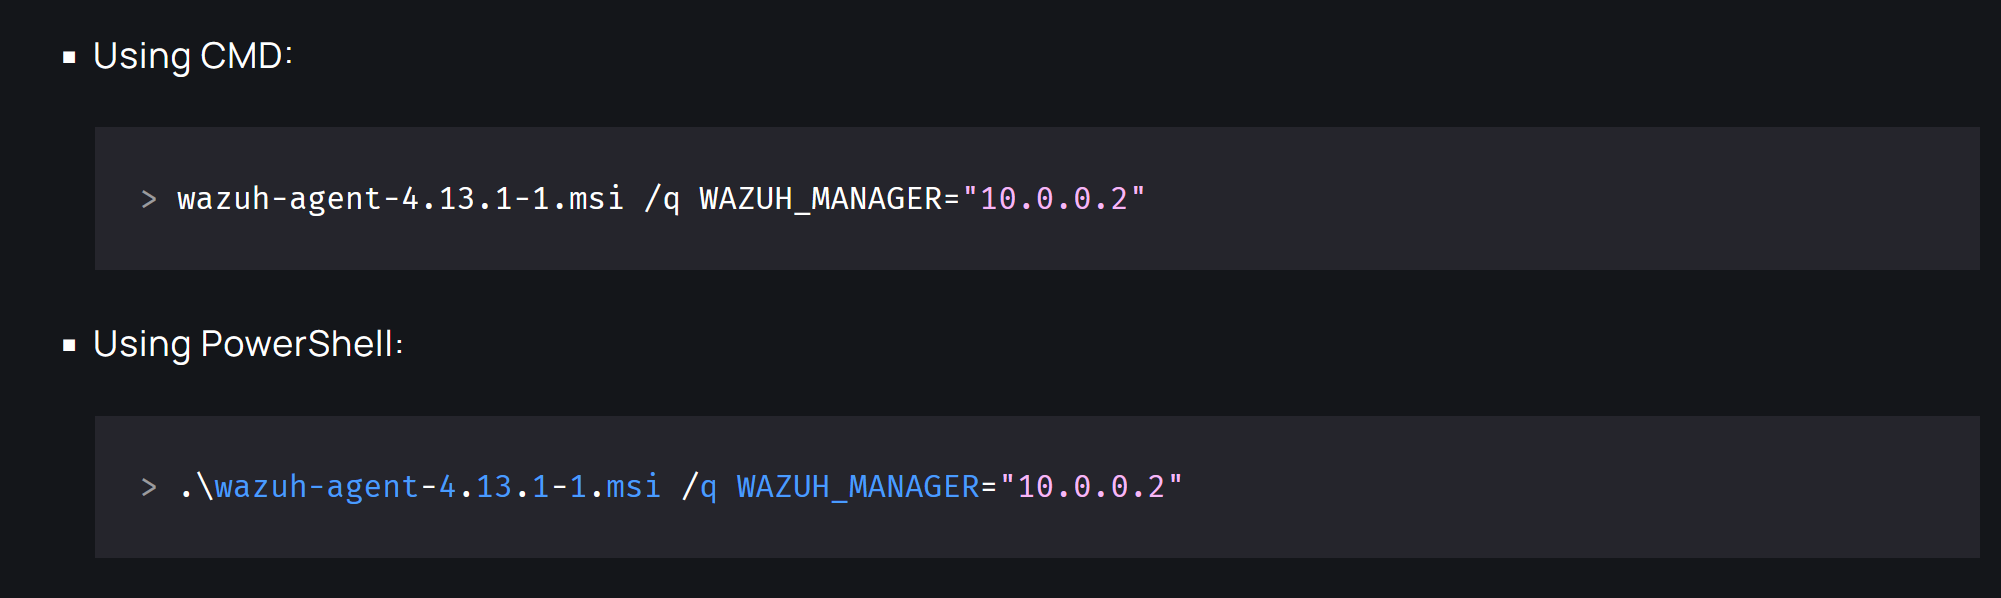 ▪ Using CMD:
> wazuh-agent-4.13.1-1.msi /q WAZUH_MANAGER="10.0.0.2"
▪ Using PowerShell:
> .\wazuh-agent-4.13.1-1.msi /q WAZUH_MANAGER="10.0.0.2"